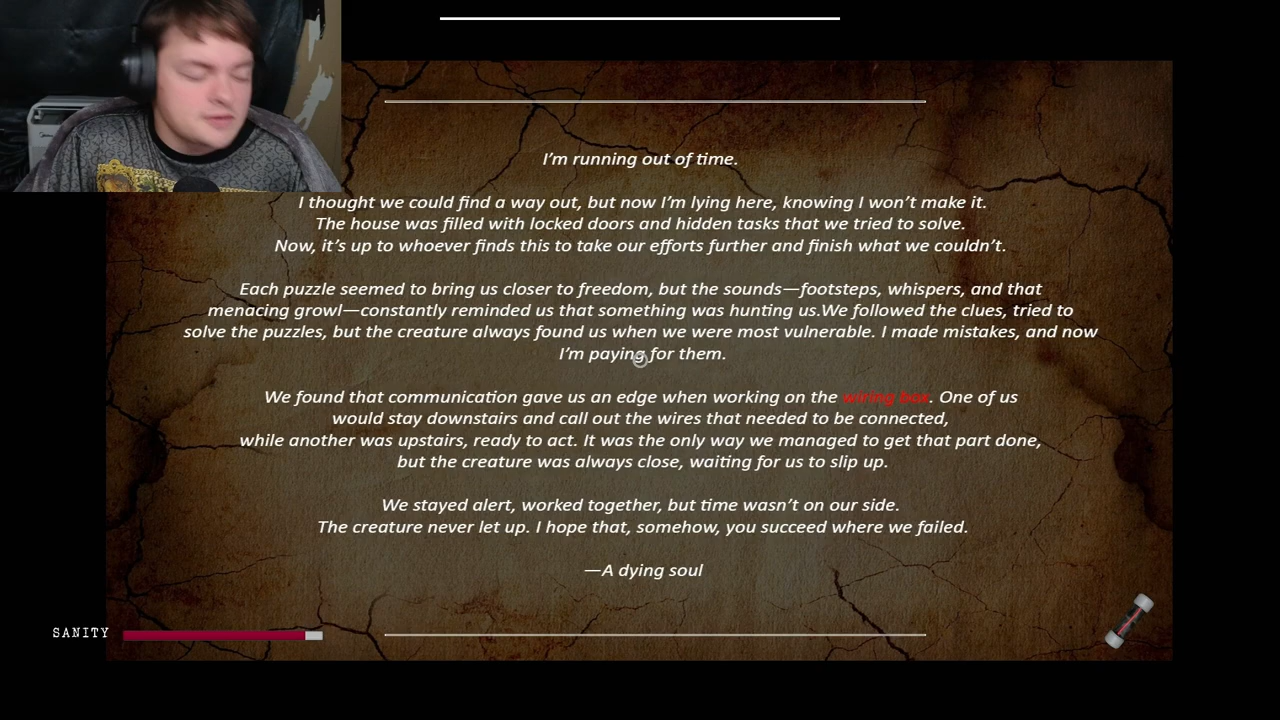 I'm running out of time.
I thought we could find a way out, but now I'm lying here, knowing I won't make it.
The house was filled with locked doors and hidden tasks that we tried to solve.
Now, it's up to whoever finds this to take our efforts further and finish what we couldn't.
Each puzzle seemed to bring us closer to freedom, but the sounds—footsteps, whispers, and that
menacing growl—constantly reminded us that something was hunting us.We followed the clues, tried to
solve the puzzles, but the creature always found us when we were most vulnerable. I made mistakes, and now
I'm paying for them.
We found that communication gave us an edge when working on the wiring box. One of us
would stay downstairs and call out the wires that needed to be connected,
while another was upstairs, ready to act. It was the only way we managed to get that part done,
but the creature was always close, waiting for us to slip up.
We stayed alert, worked together, but time wasn't on our side.
The creature never let up. I hope that, somehow, you succeed where we failed.
—A dying soul
SANITY